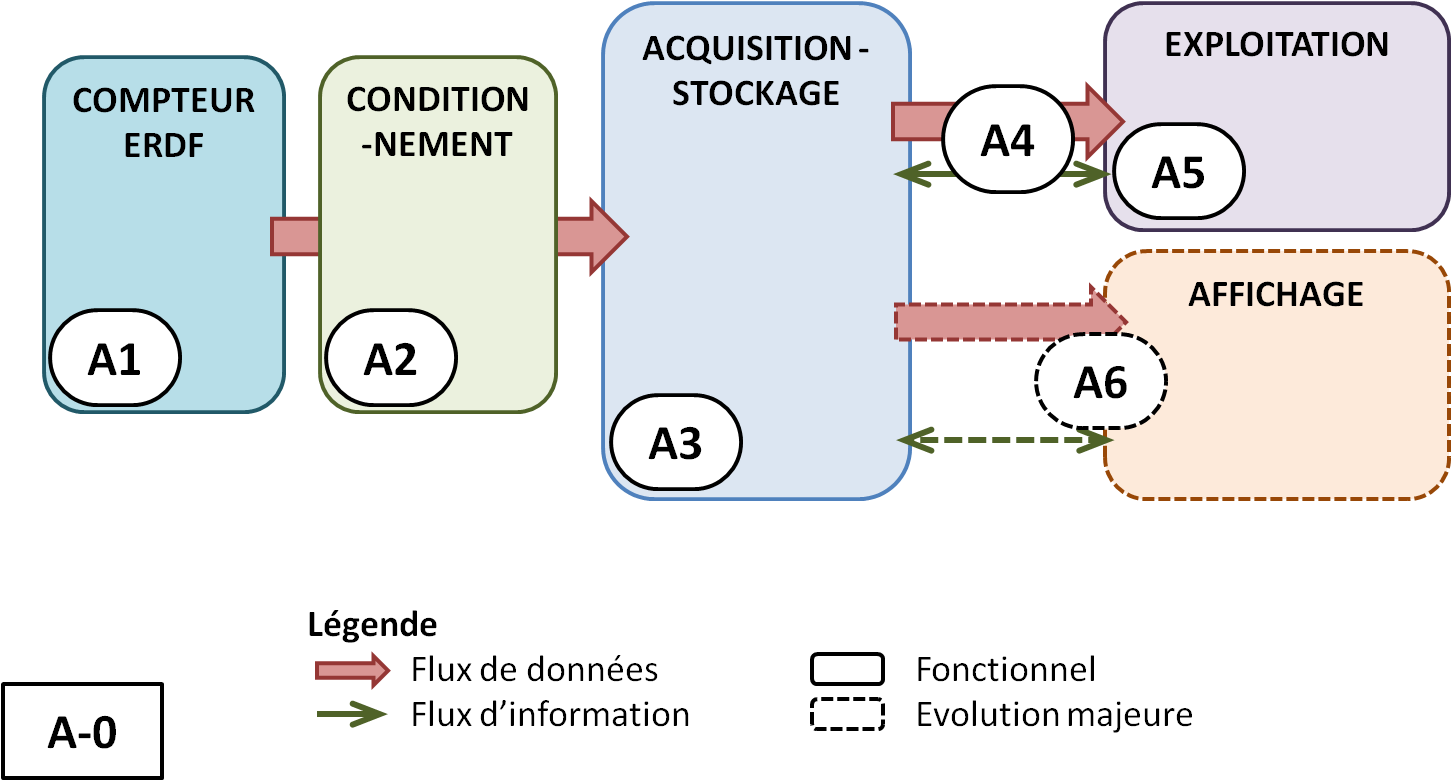 COMPTEUR
ERDF
A1
CONDITION
-NEMENT
A2
ACQUISITION -
STOCKAGE
A3
A4
EXPLOITATION
A5
AFFICHAGE
A6
Légende
Flux de données
Flux d’information
Fonctionnel
Evolution majeure
A-0